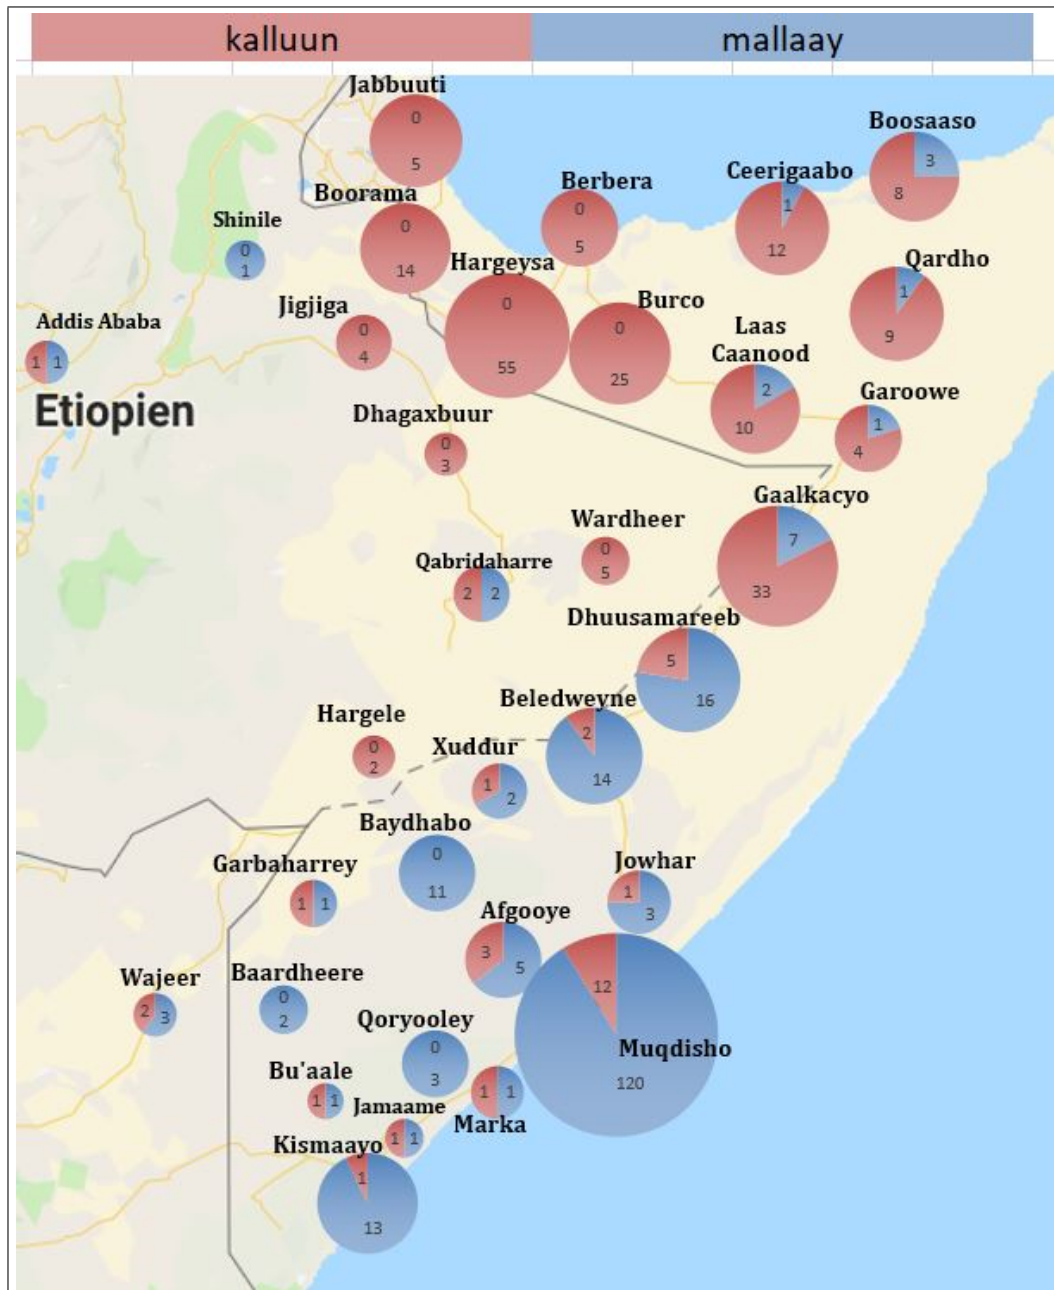 kalluun mallaay
Jabbuuti
0
5
Boosaaso
3
8
Ceerigaabo
1
12
Berbera
0
5
Boorama
0
14
Shinile
0
1
Hargeysa
0
55
Qardho
1
9
Burco
0
25
Jigjiga
0
4
Addis Ababa
1 1
Laas
Caanood
2
10
Etiopien
Garoowe
1
4
Dhagaxbuur
0
3
Gaalkacyo
7
33
Wardheer
0
5
Qabridaharre
2 2
Dhuusamareeb
5
16
Beledweyne
2
14
Hargele
0
2
Xuddur
1
2
Baydhabo
0
11
Garbaharrey
1 1
Jowhar
1
3
Afgooye
3
5
Wajeer
2 3
Baardheere
0
2
Qoryooley
0
3
Muqdisho
12
120
Bu'aale
1 1
Marka
1 1
Jamaame
1 1
Kismaayo
1
13